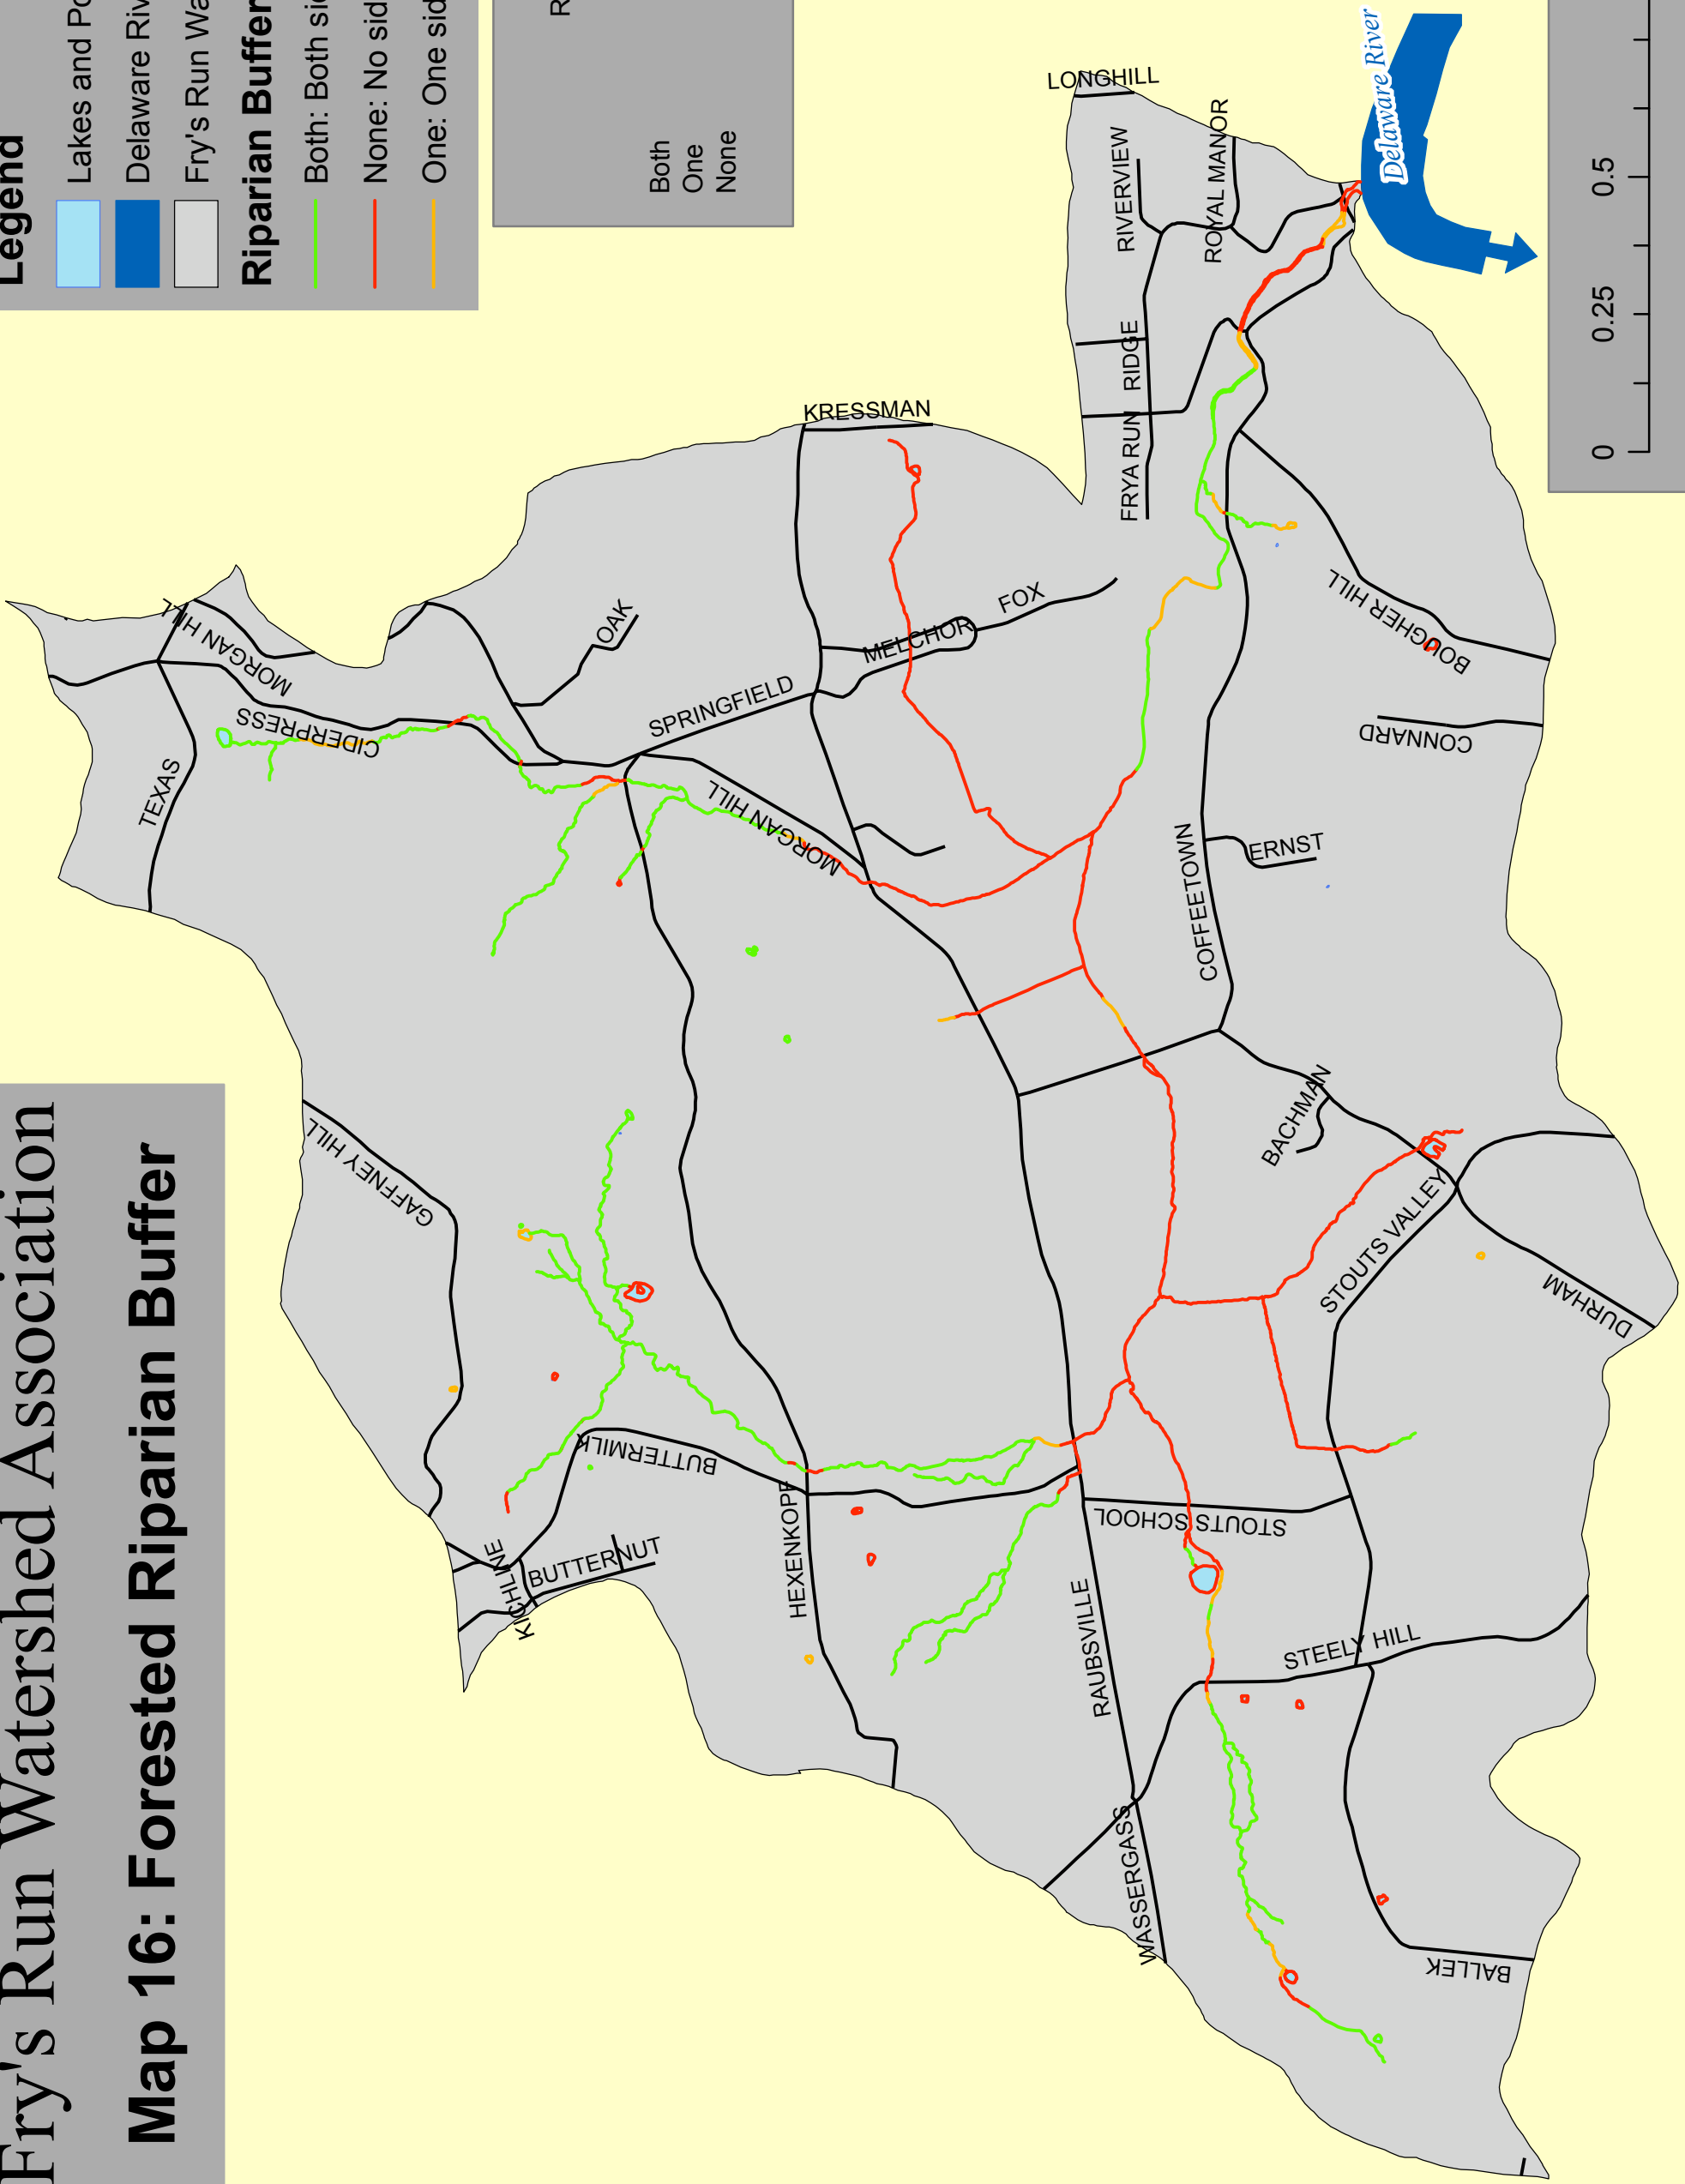 Fry's Run Watershed Association
Map 16: Forested Riparian Buffer
Legend
Lakes and Po
Delaware Riv
Fry's Run Wa
Riparian Buffer
Both: Both sid
None: No sid
One: One sid
R
Both
One
None
LONGHILL
RIVERVIEW
ROYAL MANOR
Delaware River
FRYA RUN
RIDGE
KRESSMAN
MORGAN HILL
CIDERPRESS
TEXAS
OAK
SPRINGFIELD
MELCHOR
FOX
MORGAN HILL
BOUGHER HILL
CONNARD
COFFEETOWN
ERNST
BACHMAN
STOUTS VALLEY
DURHAM
GAFFNEY HILL
BUTTERMILK
HEXENKOPF
KICHLINE
BUTTERNUT
STOUTS SCHOOL
RAUBSVILLE
STEELY HILL
WASSERGASS
BALLEK
0
0.25
0.5